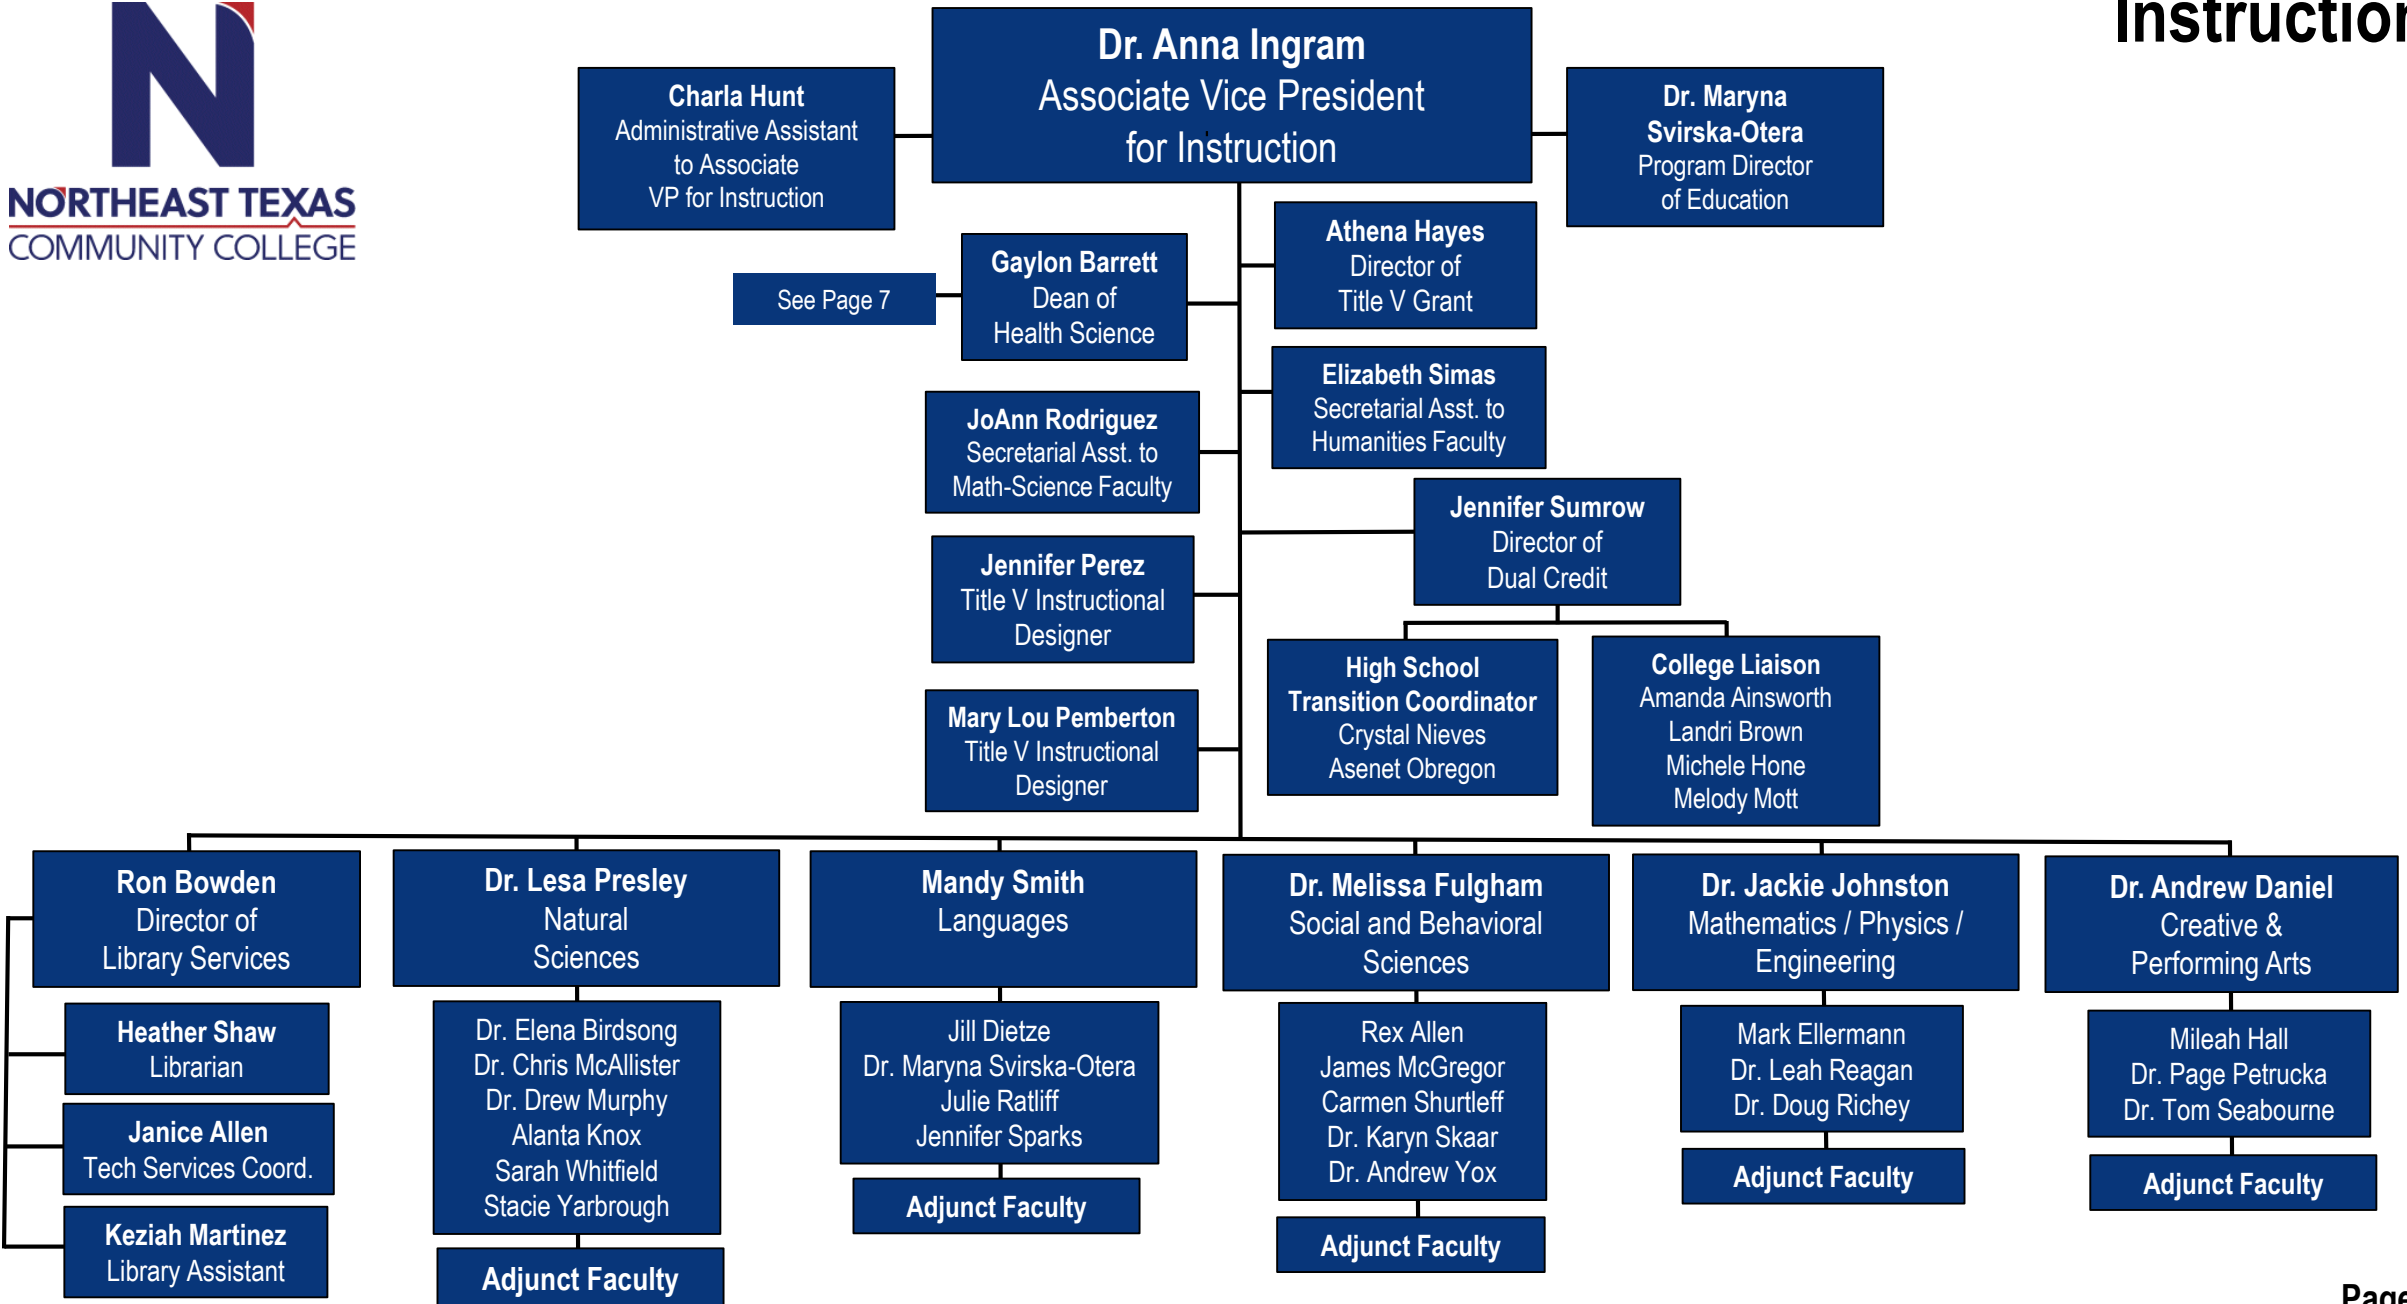 NORTHEAST TEXAS
COMMUNITY COLLEGE
Instruction
Dr. Anna Ingram
Associate Vice President
for Instruction
Charla Hunt
Administrative Assistant
to Associate
VP for Instruction
Dr. Maryna
Svirska-Otera
Program Director
of Education
Gaylon Barrett
Dean of
Health Science
See Page 7
Athena Hayes
Director of
Title V Grant
Elizabeth Simas
Secretarial Asst. to
Humanities Faculty
JoAnn Rodriguez
Secretarial Asst. to
Math-Science Faculty
Jennifer Sumrow
Director of
Dual Credit
Jennifer Perez
Title V Instructional
Designer
High School
Transition Coordinator
Crystal Nieves
Asenet Obregon
College Liaison
Amanda Ainsworth
Landri Brown
Michele Hone
Melody Mott
Mary Lou Pemberton
Title V Instructional
Designer
Ron Bowden
Director of
Library Services
Heather Shaw
Librarian
Janice Allen
Tech Services Coord.
Keziah Martinez
Library Assistant
Dr. Lesa Presley
Natural
Sciences
Dr. Elena Birdsong
Dr. Chris McAllister
Dr. Drew Murphy
Alanta Knox
Sarah Whitfield
Stacie Yarbrough
Adjunct Faculty
Mandy Smith
Languages
Jill Dietze
Dr. Maryna Svirska-Otera
Julie Ratliff
Jennifer Sparks
Adjunct Faculty
Dr. Melissa Fulgham
Social and Behavioral
Sciences
Rex Allen
James McGregor
Carmen Shurtleff
Dr. Karyn Skaar
Dr. Andrew Yox
Adjunct Faculty
Dr. Jackie Johnston
Mathematics / Physics /
Engineering
Mark Ellermann
Dr. Leah Reagan
Dr. Doug Richey
Adjunct Faculty
Dr. Andrew Daniel
Creative &
Performing Arts
Mileah Hall
Dr. Page Petrucka
Dr. Tom Seabourne
Adjunct Faculty
Page